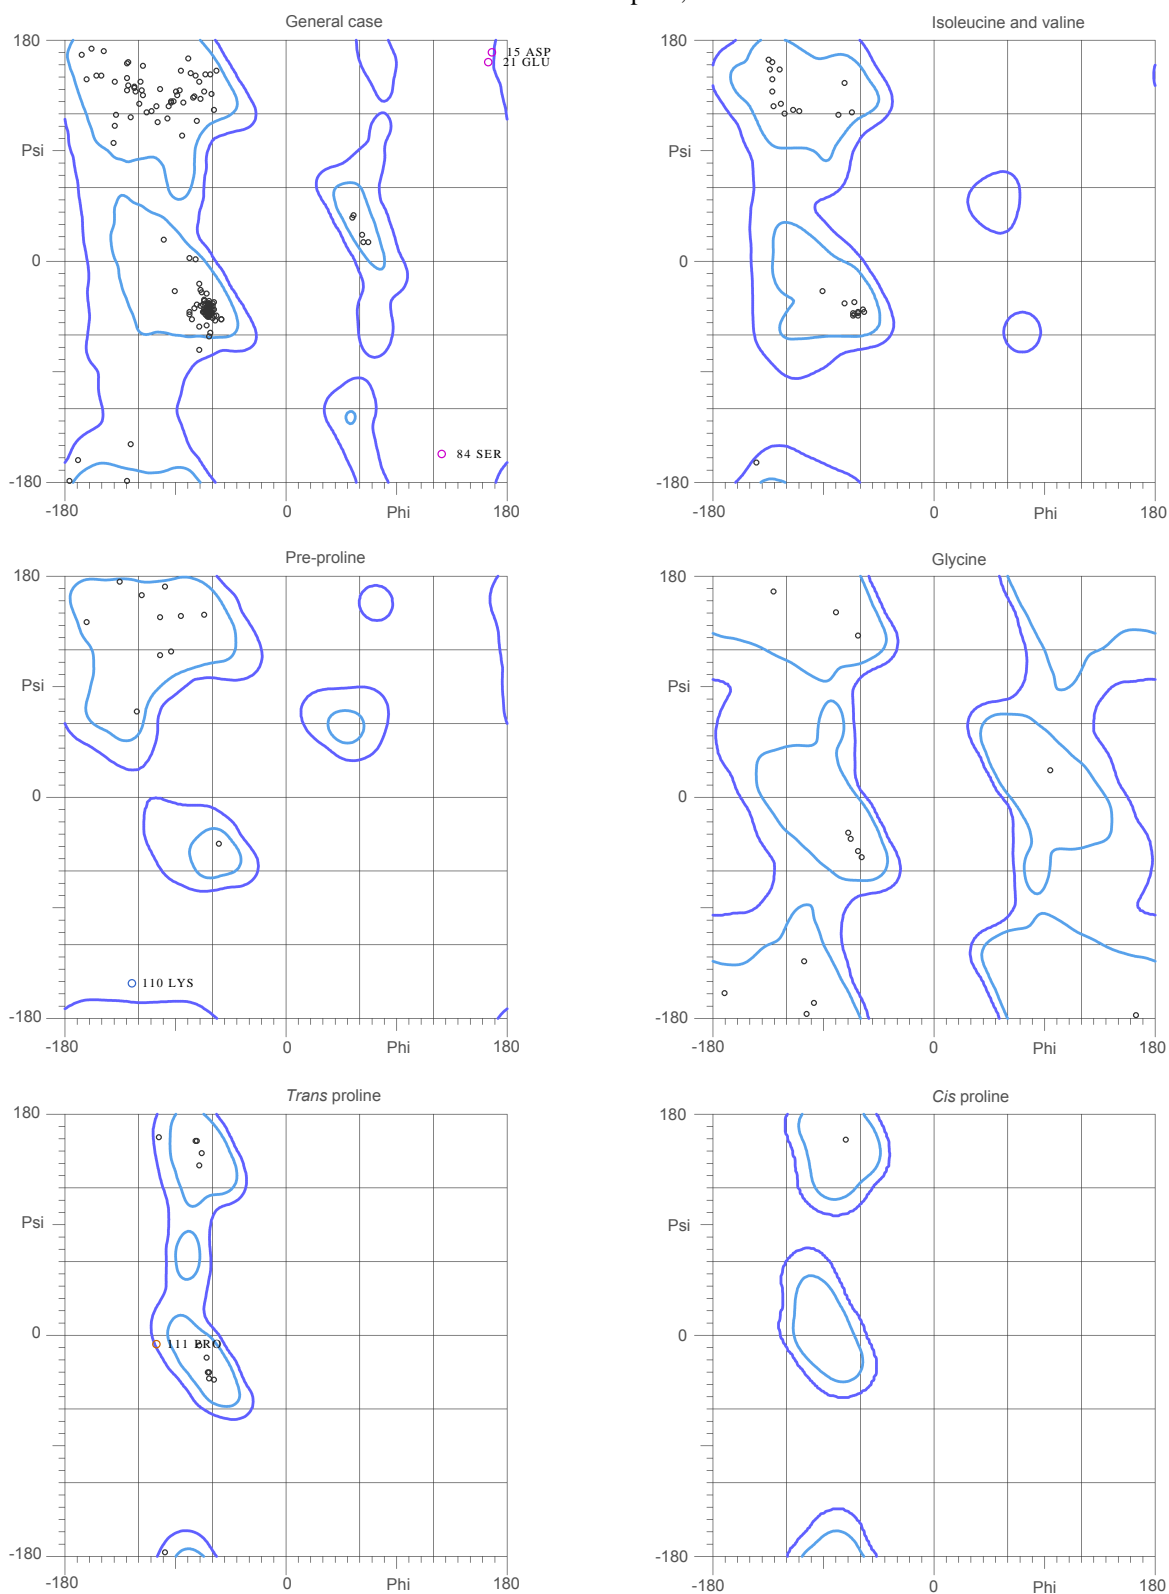 General case
Isoleucine and valine
180
15 ASP
21 GLU
180
Psi
Psi
0
0
84 SER
-180
-180
-180
0
Phi
180
-180
0
Phi
180
Pre-proline
Glycine
180
180
Psi
Psi
0
0
110 LYS
-180
-180
-180
0
Phi
180
-180
0
Phi
180
Trans proline
Cis proline
180
180
Psi
Psi
0
111 PRO
0
-180
-180
-180
0
Phi
180
-180
0
Phi
180